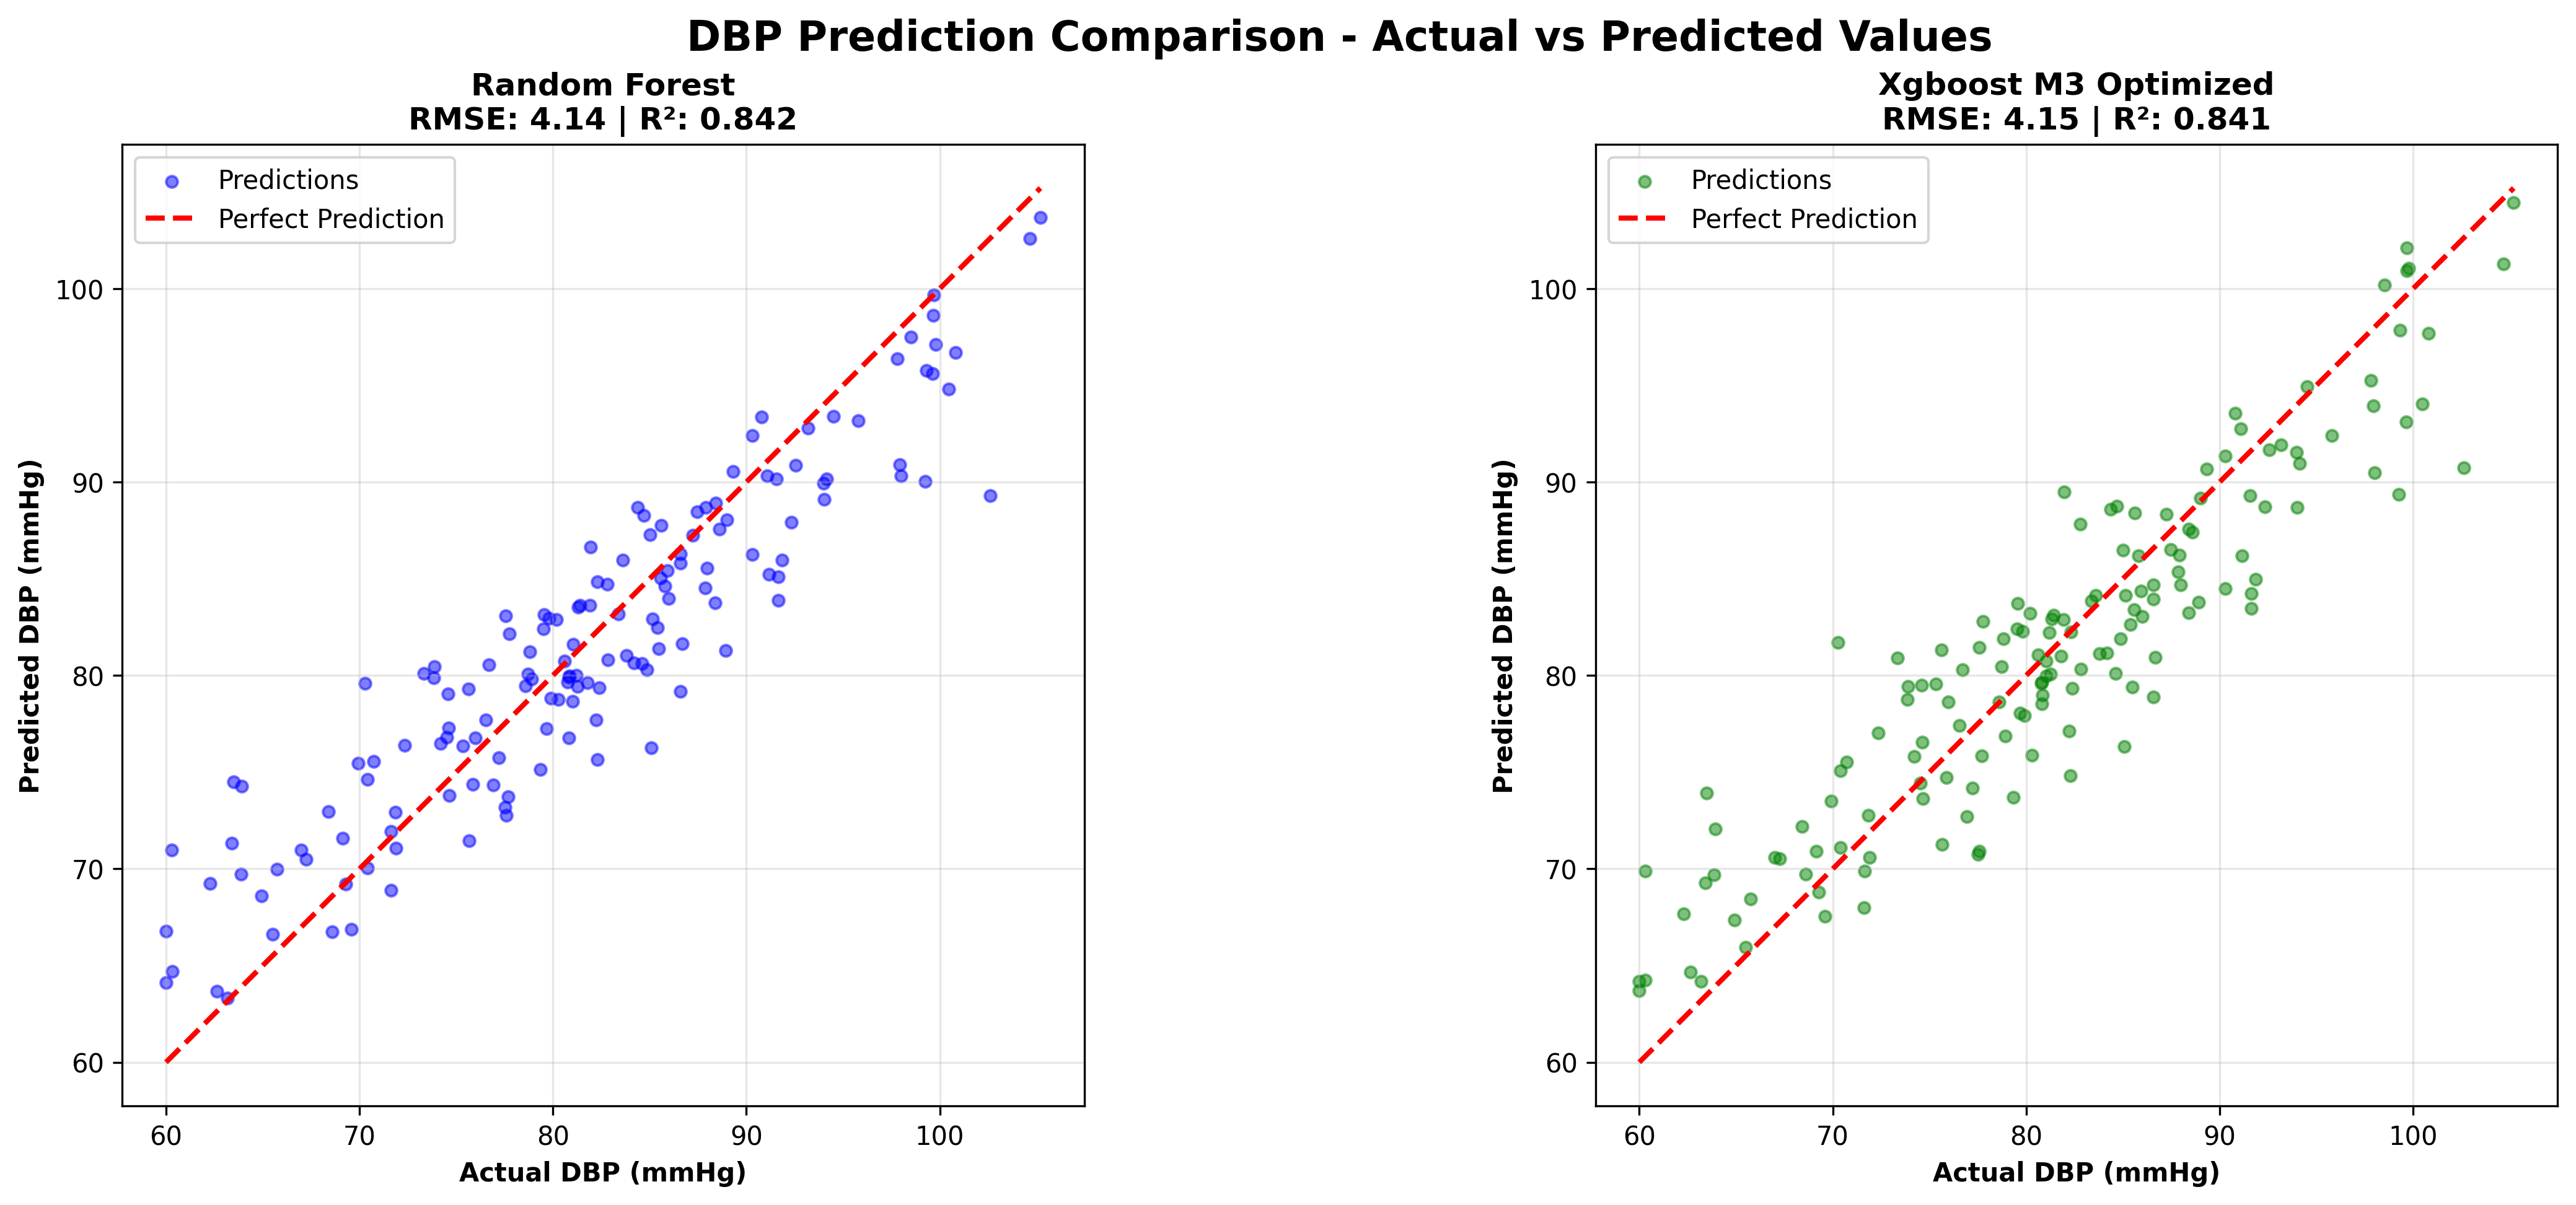 DBP Prediction Comparison - Actual vs Predicted Values
Random Forest
RMSE: 4.14 | R²: 0.842
Predictions
Perfect Prediction
Predicted DBP (mmHg)
100
90
80
70
60
60 70 80 90 100
Actual DBP (mmHg)
Xgboost M3 Optimized
RMSE: 4.15 | R²: 0.841
Predictions
Perfect Prediction
Predicted DBP (mmHg)
100
90
80
70
60
60 70 80 90 100
Actual DBP (mmHg)